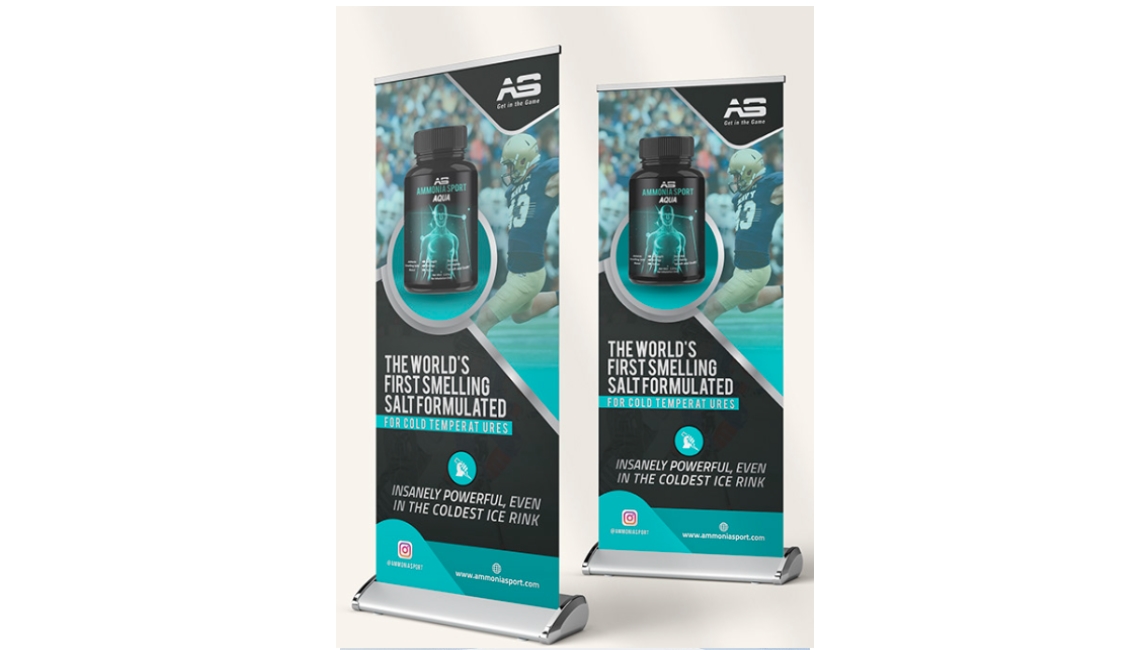 AS
Get in the Game
AS
AMMONIA SPORT
AQUA
NAVY
THE WORLD'S
FIRST SMELLING
SALT FORMULATED
FOR COLD TEMPERAT URES
INSANELY POWERFUL, EVEN
IN THE COLDEST ICE RINK
@AMMONIASPORT
www.ammoniasport.com
AS
Get in the Game
AS
AMMONIA SPORT
AQUA
NAVY
53
THE WORLD'S
FIRST SMELLING
SALT FORMULATED
FOR COLD TEMPERAT URES
INSANELY POWERFUL, EVEN
IN THE COLDEST ICE RINK
@AMMONIASPORT
www.ammoniasport.com